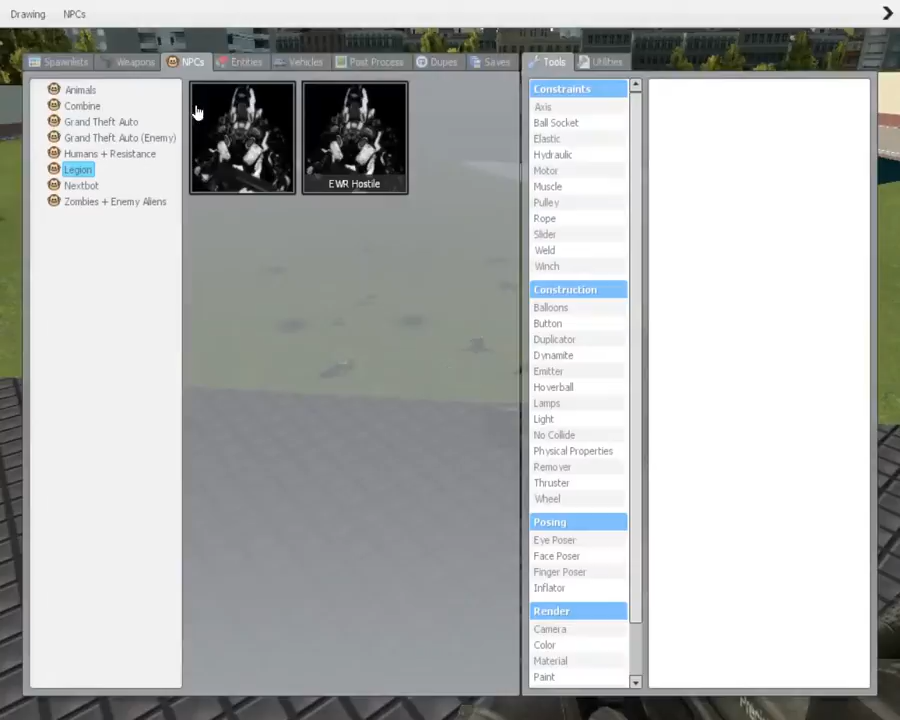 Drawing NPCs
Spawnlists Weapons NPCs Entities Vehicles Post Process Dupes Saves Tools Utilities
Animals
Combine
Grand Theft Auto
Grand Theft Auto (Enemy)
Humans + Resistance
Legion
Nextbot
Zombies + Enemy Aliens
EWR Hostile
Constraints
Axis
Ball Socket
Elastic
Hydraulic
Motor
Muscle
Pulley
Rope
Slider
Weld
Winch
Construction
Balloons
Button
Duplicator
Dynamite
Emitter
Hoverball
Lamps
Light
No Collide
Physical Properties
Remover
Thruster
Wheel
Posing
Eye Poser
Face Poser
Finger Poser
Inflator
Render
Camera
Color
Material
Paint